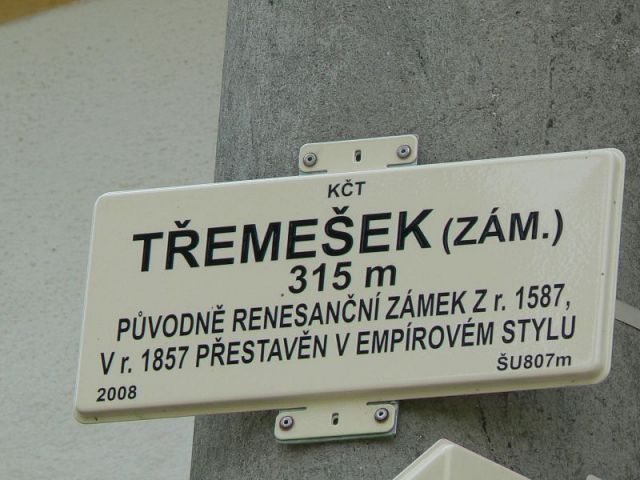 KČT
TŘEMEŠEK (ZÁM.)
315 m
PŮVODNĚ RENESANČNÍ ZÁMEK Z r. 1587,
V r. 1857 PŘESTAVĚN V EMPÍROVÉM STYLU
2008 ŠU807m